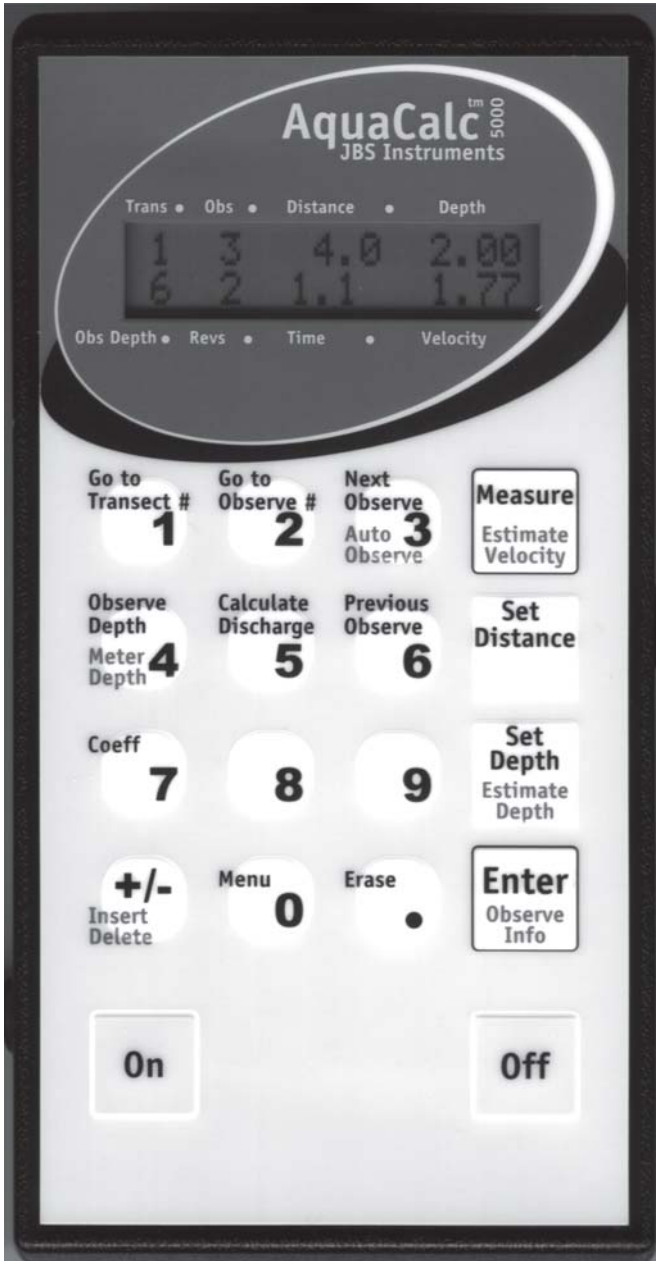 AquaCalc™ 5000
JBS Instruments
Trans • Obs • Distance • Depth
1 3 4.0 2.00
6 2 1.1 1.77
Obs Depth • Revs • Time • Velocity
Go to
Transect #
1
Go to
Observe #
2
Next
Observe
Auto
Observe
3
Measure
Estimate
Velocity
Observe
Depth
Meter
Depth
4
Calculate
Discharge
5
Previous
Observe
6
Set
Distance
Coeff
7
8
9
Set
Depth
Estimate
Depth
+/-
Insert
Delete
Menu
0
Erase
.
Enter
Observe
Info
On
Off